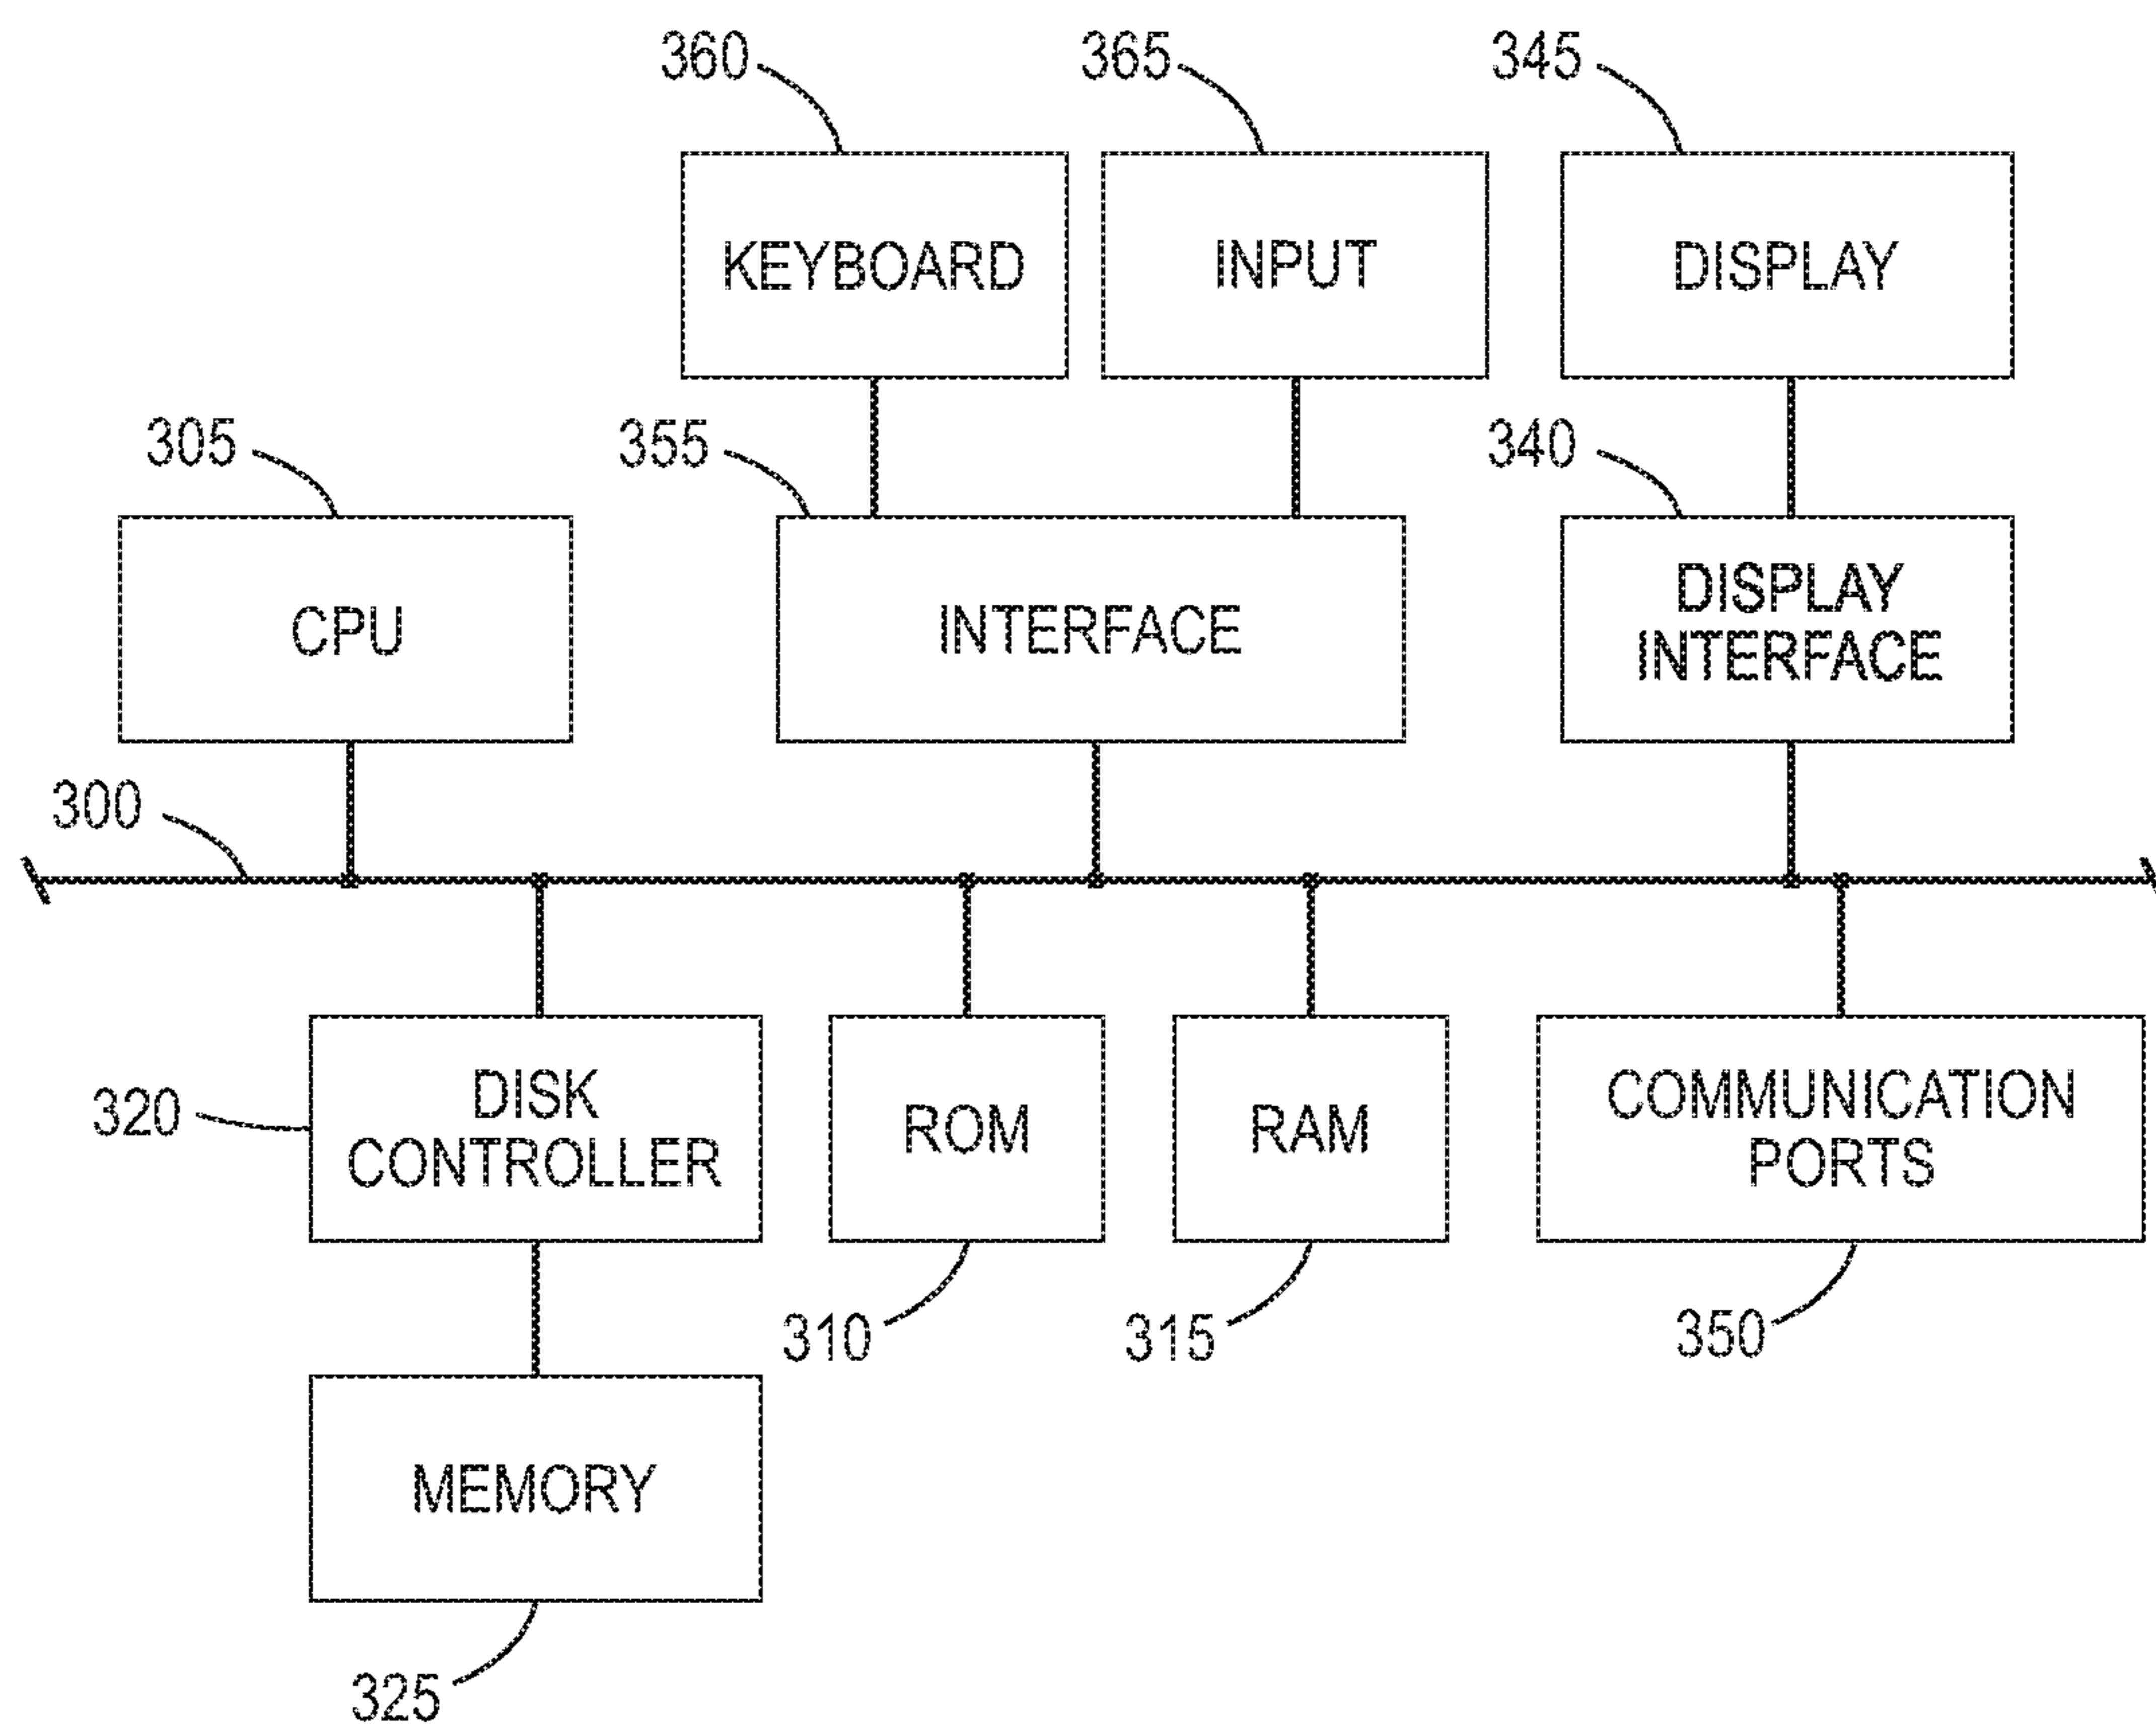 360
365
345
KEYBOARD
INPUT
DISPLAY
305
355
340
CPU
INTERFACE
DISPLAY
INTERFACE
300
320
DISK
CONTROLLER
ROM
RAM
COMMUNICATION
PORTS
310
315
350
MEMORY
325